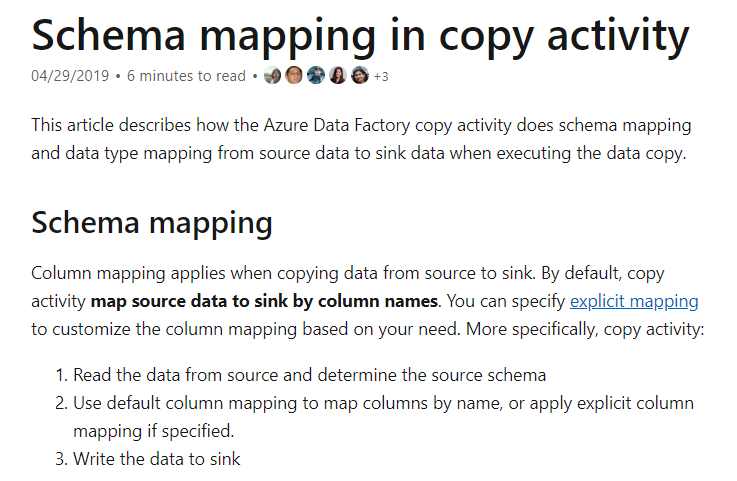 Schema mapping in copy activity
04/29/2019 • 6 minutes to read • +3
This article describes how the Azure Data Factory copy activity does schema mapping
and data type mapping from source data to sink data when executing the data copy.
Schema mapping
Column mapping applies when copying data from source to sink. By default, copy
activity map source data to sink by column names. You can specify explicit mapping
to customize the column mapping based on your need. More specifically, copy activity:
1. Read the data from source and determine the source schema
2. Use default column mapping to map columns by name, or apply explicit column
mapping if specified.
3. Write the data to sink